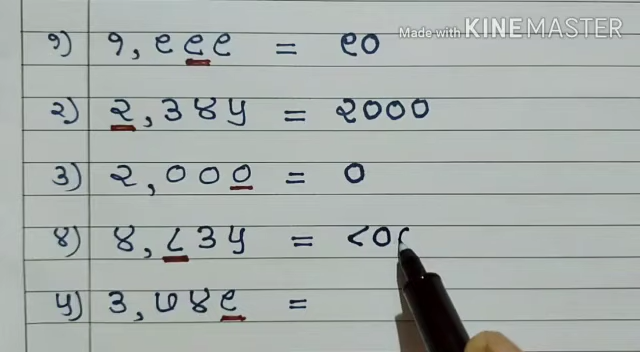 Made with KINEMASTER
૧) ૧,૯૯૯ = ૯૦
૨) ૨,૩૪૫ = ૨૦૦૦
૩) ૨,૦૦૦ = ૦
૪) ૪,૮૩૫ = ૮૦
૫) ૩,૭૪૯ =